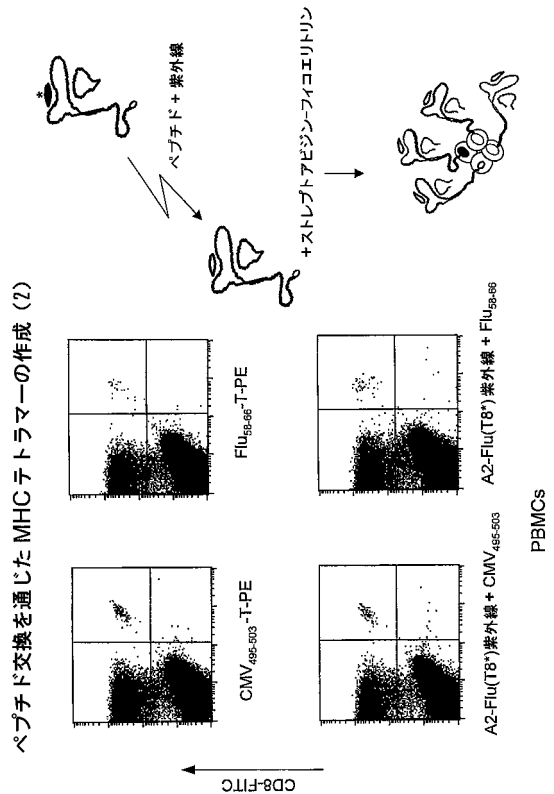 ペプチド交換を通じた MHC テトラマーの作成 (2)
*
ペプチド + 紫外線
+ストレプトアビジン-フィコエリトリン
CD8-FITC
CMV495-503-T-PE
Flu58-66-T-PE
A2-Flu(T8*)紫外線 + CMV495-503
A2-Flu(T8*)紫外線 + Flu58-66
PBMCs